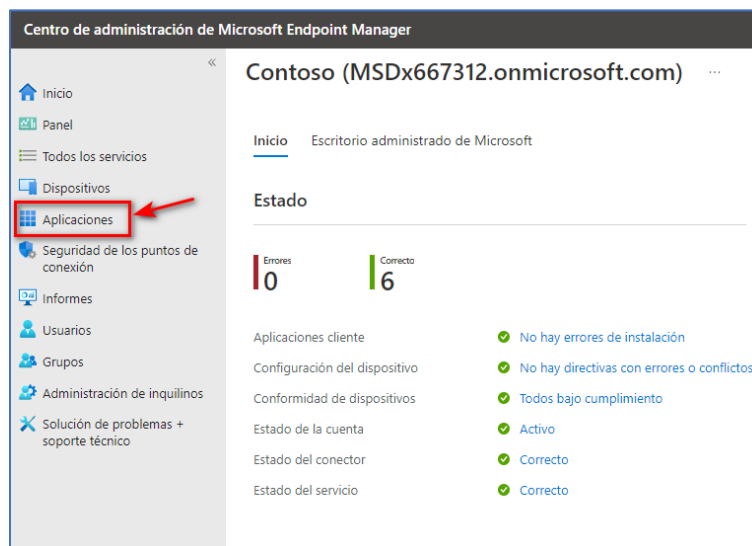 Centro de administración de Microsoft Endpoint Manager
«
Inicio
Panel
Todos los servicios
Dispositivos
Aplicaciones
Seguridad de los puntos de
conexión
Informes
Usuarios
Grupos
Administración de inquilinos
Solución de problemas +
soporte técnico
Contoso (MSDx667312.onmicrosoft.com) ...
Inicio Escritorio administrado de Microsoft
Estado
Errores Correcto
0 6
Aplicaciones cliente No hay errores de instalación
Configuración del dispositivo No hay directivas con errores o conflictos
Conformidad de dispositivos Todos bajo cumplimiento
Estado de la cuenta Activo
Estado del conector Correcto
Estado del servicio Correcto